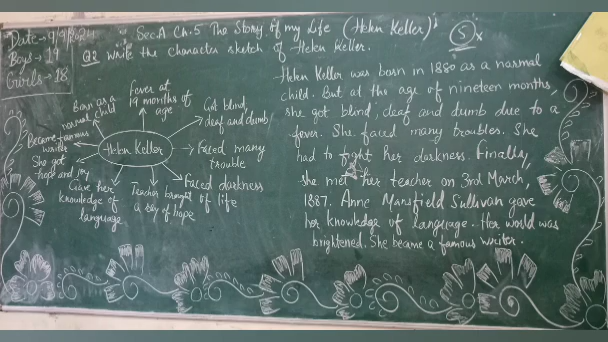 Date → 9/9/2024
Boys → 19
Girls → 18
Sec.A Ch.5 The Story of my Life (Helen Keller)
5 x
Q2 Write the character sketch of Helen Keller.
Helen Keller
Born as a
normal child
Fever at
19 months of
age
Got blind,
deaf and dumb
Faced many
trouble
Faced darkness
of life
Teacher brought
a ray of hope
Gave her
knowledge of
language
She got
hope and joy
Became famous
writer
Helen Keller was born in 1880 as a normal
child. But at the age of nineteen months,
she got blind, deaf and dumb due to a
fever. She faced many troubles. She
had to fight her darkness. Finally,
she met her teacher on 3rd March,
1887. Anne Mansfield Sullivan gave
her knowledge of language. Her world was
brightened. She became a famous writer.